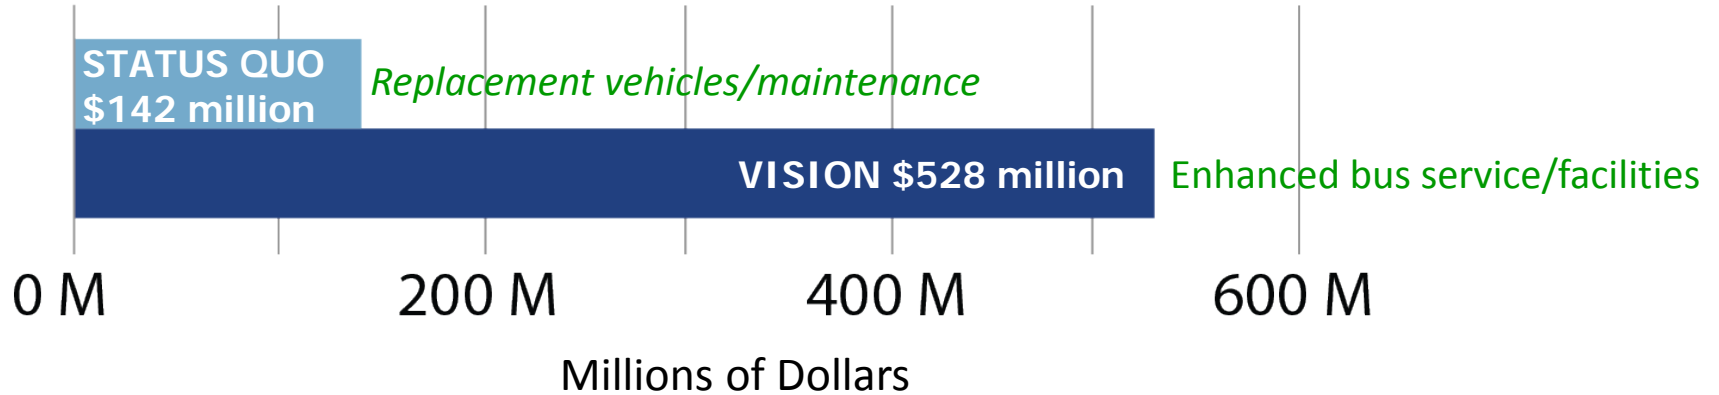 STATUS QUO
$142 million
Replacement vehicles/maintenance
VISION $528 million
Enhanced bus service/facilities
0 M 200 M 400 M 600 M
Millions of Dollars